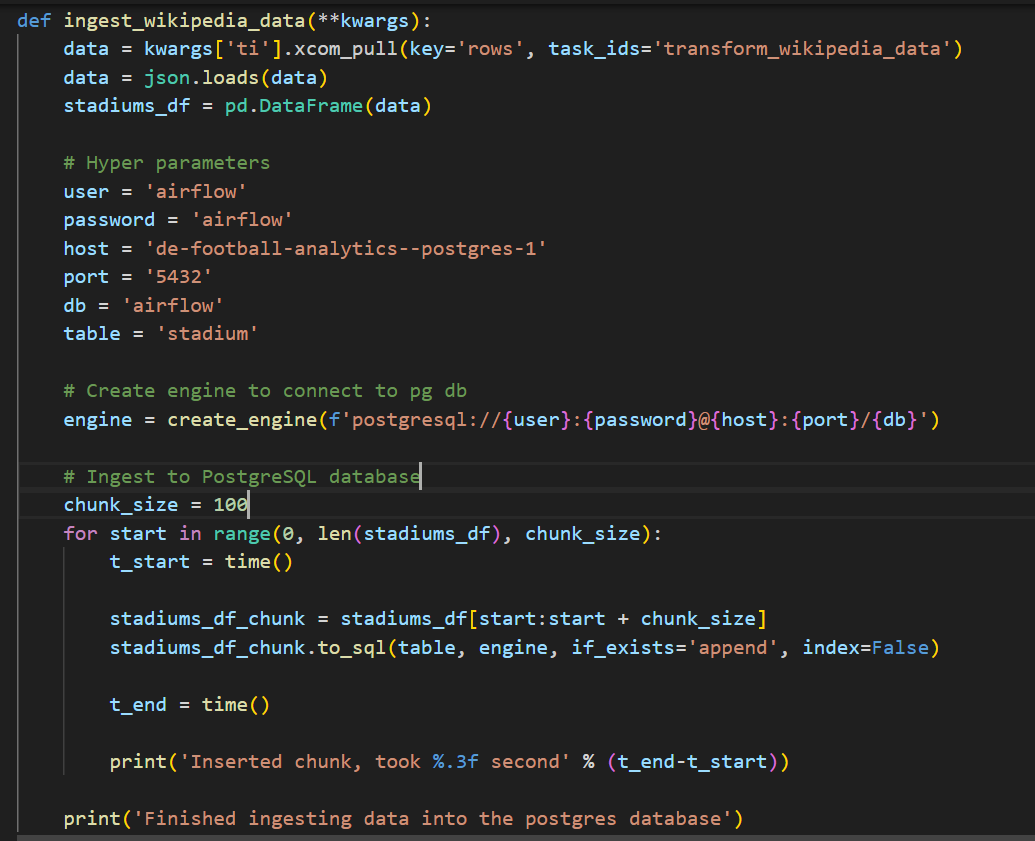 def ingest_wikipedia_data(**kwargs):
    data = kwargs['ti'].xcom_pull(key='rows', task_ids='transform_wikipedia_data')
    data = json.loads(data)
    stadiums_df = pd.DataFrame(data)

    # Hyper parameters
    user = 'airflow'
    password = 'airflow'
    host = 'de-football-analytics--postgres-1'
    port = '5432'
    db = 'airflow'
    table = 'stadium'

    # Create engine to connect to pg db
    engine = create_engine(f'postgresql://{user}:{password}@{host}:{port}/{db}')

    # Ingest to PostgreSQL database
    chunk_size = 100
    for start in range(0, len(stadiums_df), chunk_size):
        t_start = time()

        stadiums_df_chunk = stadiums_df[start:start + chunk_size]
        stadiums_df_chunk.to_sql(table, engine, if_exists='append', index=False)

        t_end = time()

        print('Inserted chunk, took %.3f second' % (t_end-t_start))

    print('Finished ingesting data into the postgres database')